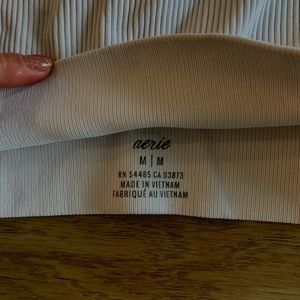 aerie
M | M
RN 54485 CA 03873
MADE IN VIETNAM
FABRIQUÉ AU VIETNAM